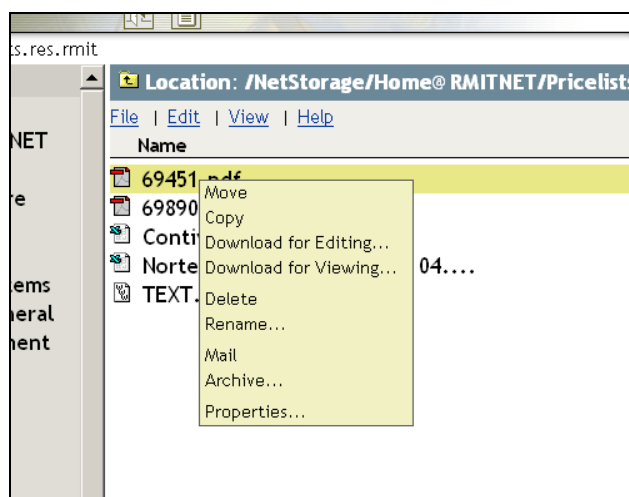 ts.res.rmit
Location: /NetStorage/Home@RMITNET/Pricelists
File | Edit | View | Help
NET
Name
69451.pdf
Move
69890
Copy
Conti
Download for Editing...
Norte
Download for Viewing...
04....
ems
TEXT.
Delete
neral
Rename...
ment
Mail
Archive...
Properties...